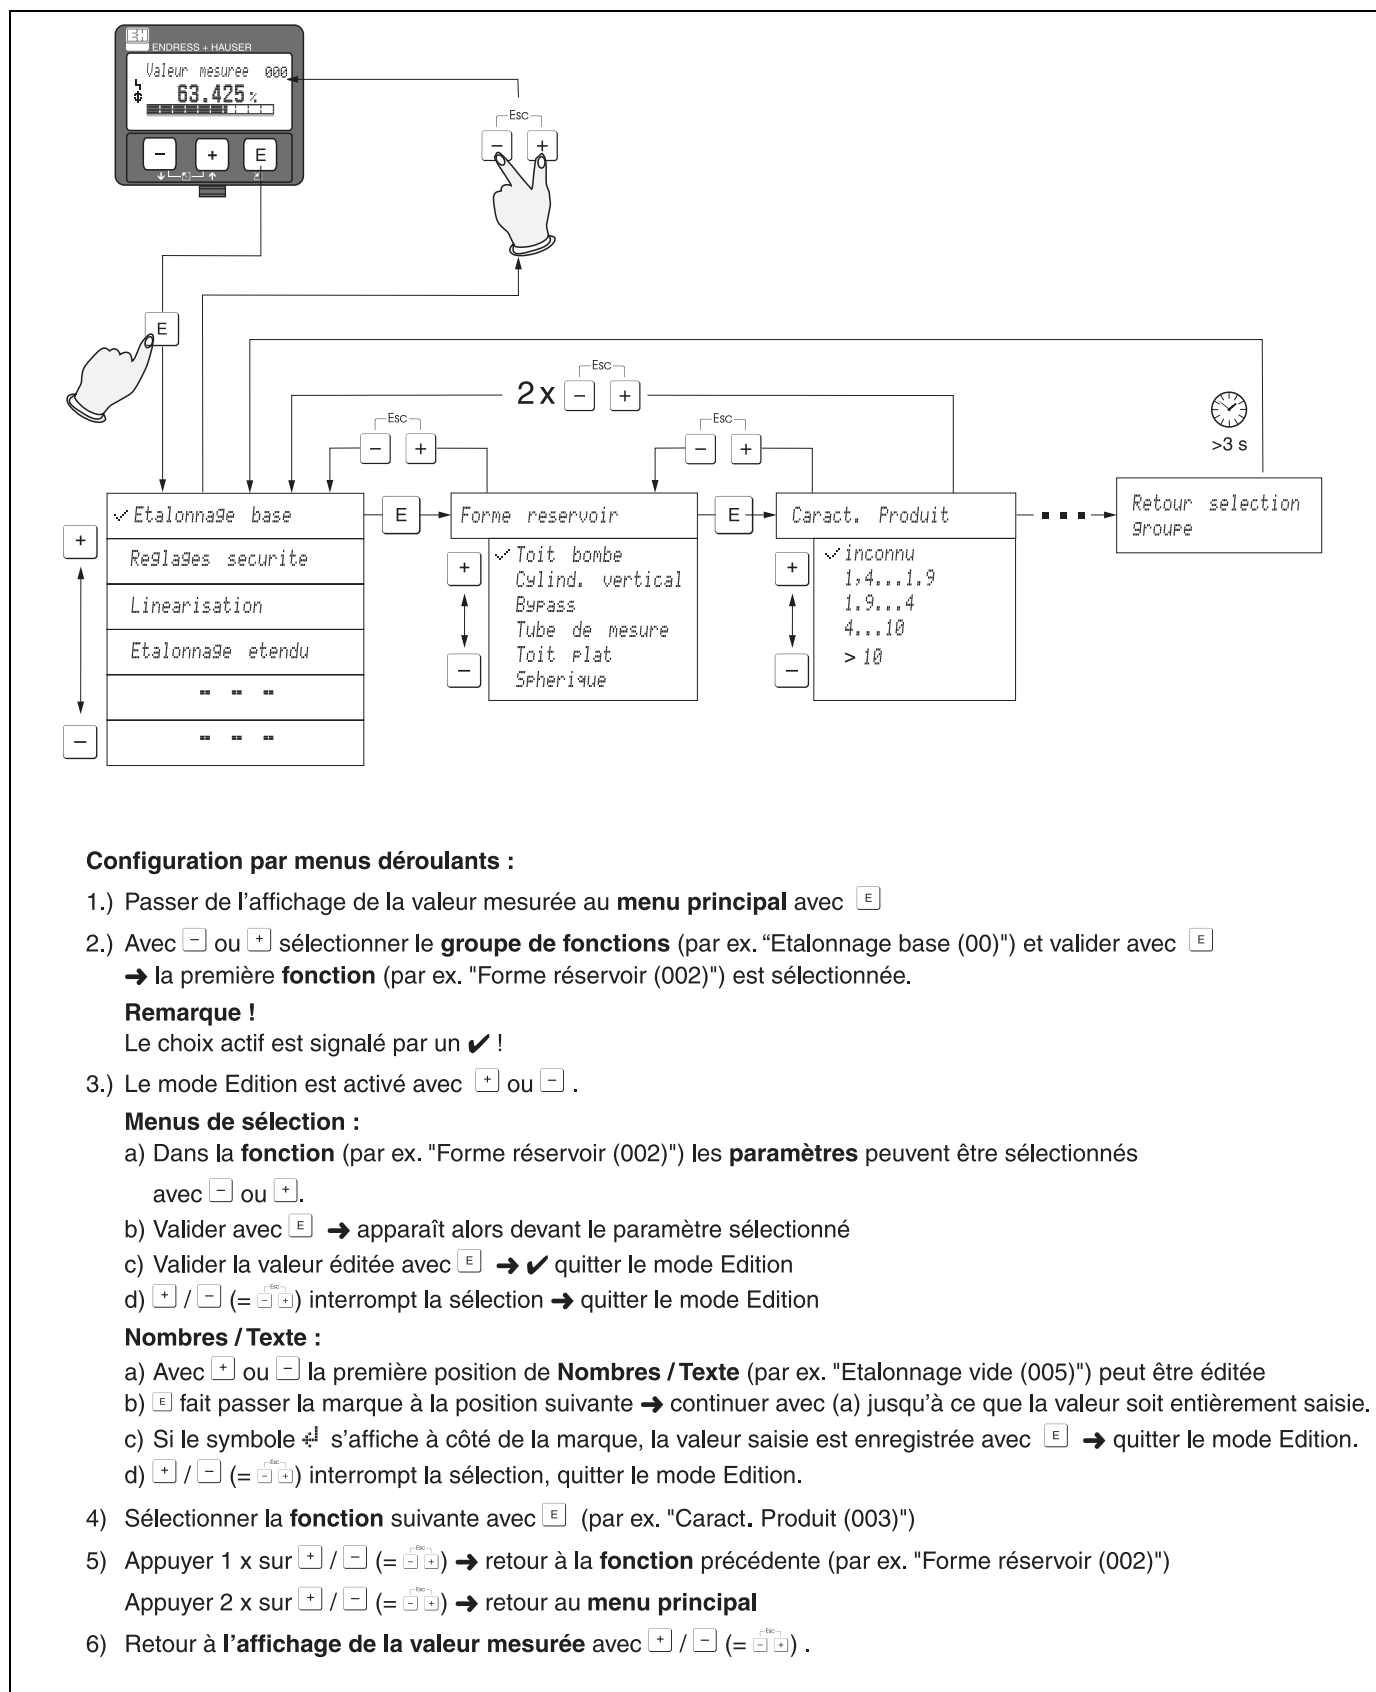 E+H
ENDRESS + HAUSER
Valeur mesuree 000
63.425 %
- + E
Esc
- +
E
Esc
2 x - +
Esc
- +
Esc
- +
>3 s
✓ Etalonnage base
E
Forme reservoir
E
Caract. Produit
Retour selection
groupe
+
Reglages securite
Linearisation
Etalonnage etendu
-- -- --
-- -- --
–
+
✓ Toit bombe
Cylind. vertical
Bypass
Tube de mesure
Toit plat
Spherique
–
+
✓ inconnu
1,4...1.9
1.9...4
4...10
> 10
–
Configuration par menus déroulants :
1.) Passer de l’affichage de la valeur mesurée au menu principal avec E
2.) Avec – ou + sélectionner le groupe de fonctions (par ex. “Etalonnage base (00)") et valider avec E
➜ la première fonction (par ex. "Forme réservoir (002)") est sélectionnée.
Remarque !
Le choix actif est signalé par un ✔ !
3.) Le mode Edition est activé avec + ou – .
Menus de sélection :
a) Dans la fonction (par ex. "Forme réservoir (002)") les paramètres peuvent être sélectionnés
avec – ou +.
b) Valider avec E ➜ apparaît alors devant le paramètre sélectionné
c) Valider la valeur éditée avec E ➜ ✔ quitter le mode Edition
d) + / – (= Esc - +) interrompt la sélection ➜ quitter le mode Edition
Nombres / Texte :
a) Avec + ou – la première position de Nombres / Texte (par ex. "Etalonnage vide (005)") peut être éditée
b) E fait passer la marque à la position suivante ➜ continuer avec (a) jusqu’à ce que la valeur soit entièrement saisie.
c) Si le symbole ↵ s’affiche à côté de la marque, la valeur saisie est enregistrée avec E ➜ quitter le mode Edition.
d) + / – (= Esc - +) interrompt la sélection, quitter le mode Edition.
4) Sélectionner la fonction suivante avec E (par ex. "Caract. Produit (003)")
5) Appuyer 1 x sur + / – (= Esc - +) ➜ retour à la fonction précédente (par ex. "Forme réservoir (002)")
Appuyer 2 x sur + / – (= Esc - +) ➜ retour au menu principal
6) Retour à l’affichage de la valeur mesurée avec + / – (= Esc - +) .